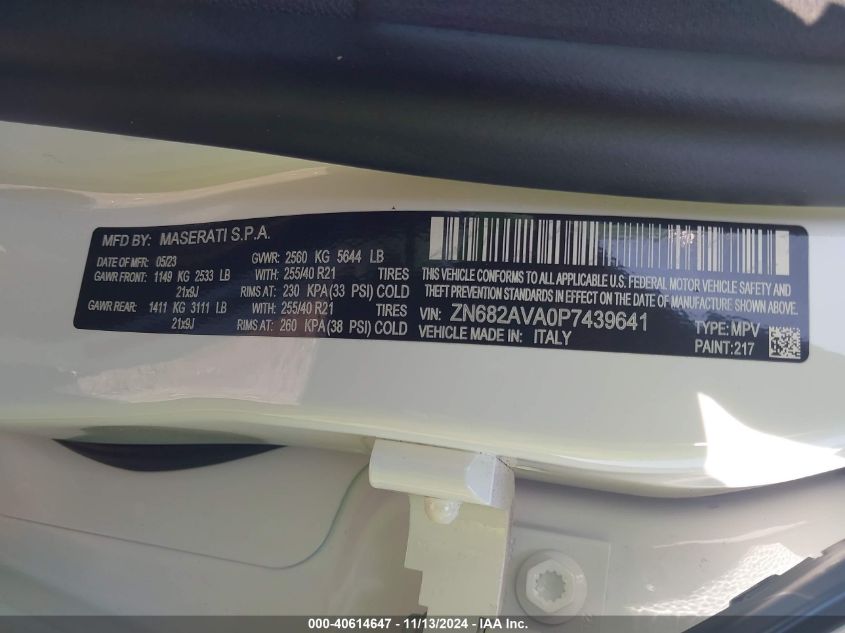 MFD BY: MASERATI S.P.A.
DATE OF MFR: 05/23 GVWR: 2560 KG 5644 LB
GAWR FRONT: 1149 KG 2533 LB WITH: 255/40 R21 TIRES
21x9J RIMS AT: 230 KPA(33 PSI) COLD
GAWR REAR: 1411 KG 3111 LB WITH: 255/40 R21 TIRES
21x9J RIMS AT: 260 KPA(38 PSI) COLD
THIS VEHICLE CONFORMS TO ALL APPLICABLE U.S. FEDERAL MOTOR VEHICLE SAFETY AND
THEFT PREVENTION STANDARDS IN EFFECT ON THE DATE OF MANUFACTURE SHOWN ABOVE.
VIN: ZN682AVA0P7439641 TYPE: MPV
VEHICLE MADE IN: ITALY PAINT:217
000-40614647 - 11/13/2024 - IAA Inc.